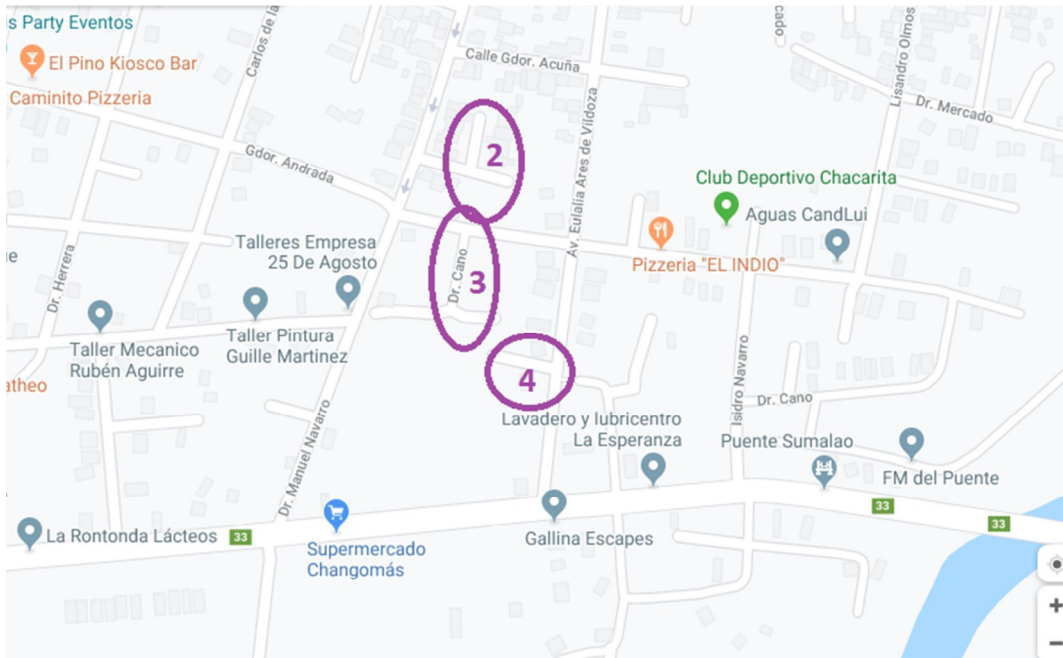 s Party Eventos
El Pino Kiosco Bar
Caminito Pizzeria
Carlos de la
Calle Gdor. Acuña
cado
Lisandro Olmos
Dr. Mercado
Gdor. Andrada
2
Av. Eulalia Ares de Vildoza
Club Deportivo Chacarita
Aguas CandLui
Pizzeria "EL INDIO"
Talleres Empresa
25 De Agosto
Dr. Cano
3
e
Dr. Herrera
Taller Mecanico
Rubén Aguirre
Taller Pintura
Guille Martinez
atheo
4
Isidro Navarro
Dr. Cano
Lavadero y lubricentro
La Esperanza
Puente Sumalao
FM del Puente
Dr. Manuel Navarro
33
33
La Rontonda Lácteos
33
Supermercado
Changomás
Gallina Escapes
+
−